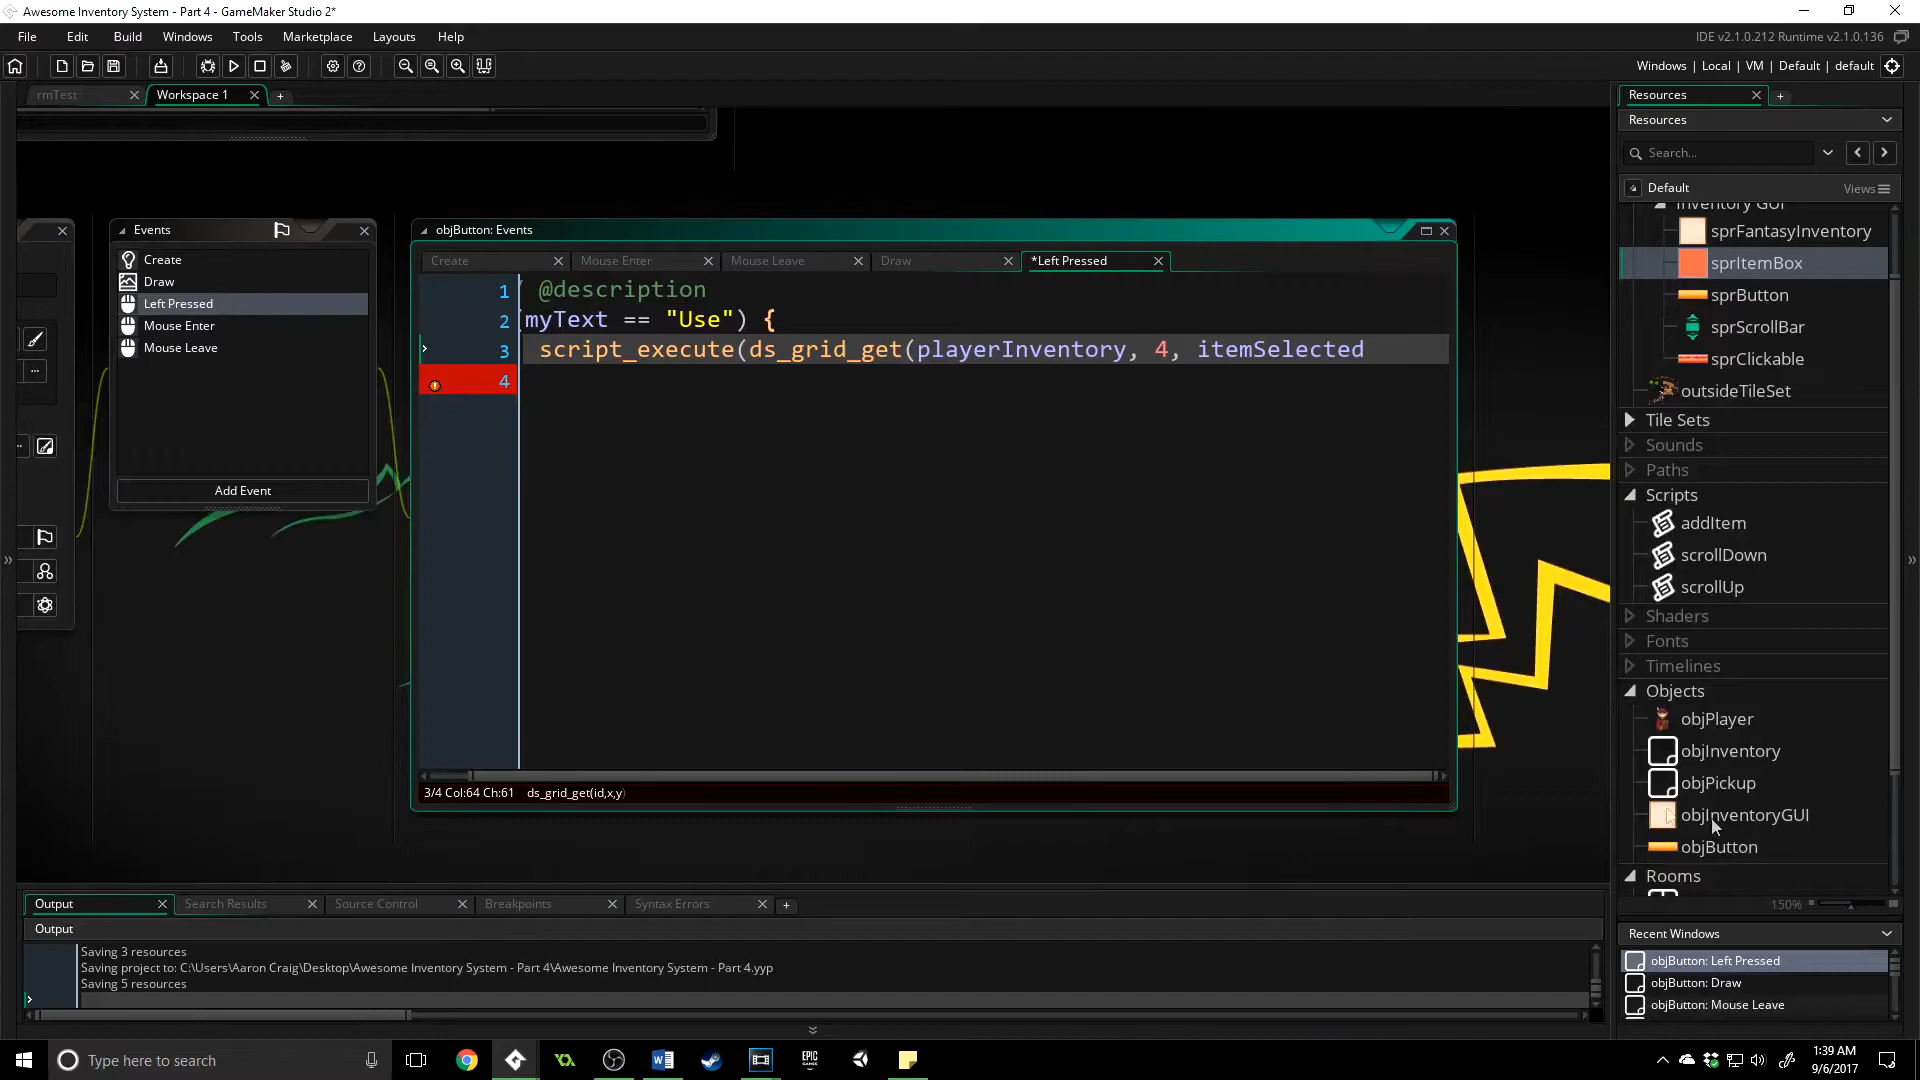 Awesome Inventory System - Part 4 - GameMaker Studio 2*
File Edit Build Windows Tools Marketplace Layouts Help
IDE v2.1.0.212 Runtime v2.1.0.136
Windows | Local | VM | Default | default
rmTest
Workspace 1
Resources
Resources
Search...
Default
Views
Inventory GUI
sprFantasyInventory
sprItemBox
sprButton
sprScrollBar
sprClickable
outsideTileSet
Tile Sets
Sounds
Paths
Scripts
addItem
scrollDown
scrollUp
Shaders
Fonts
Timelines
Objects
objPlayer
objInventory
objPickup
objInventoryGUI
objButton
Rooms
150%
Recent Windows
objButton: Left Pressed
objButton: Draw
objButton: Mouse Leave
Events
Create
Draw
Left Pressed
Mouse Enter
Mouse Leave
Add Event
objButton: Events
Create
Mouse Enter
Mouse Leave
Draw
*Left Pressed
1 / @description
2 (myText == "Use") {
3 script_execute(ds_grid_get(playerInventory, 4, itemSelected
4
3/4 Col:64 Ch:61 ds_grid_get(id,x,y)
Output
Search Results
Source Control
Breakpoints
Syntax Errors
Output
Saving 3 resources
Saving project to: C:\Users\Aaron Craig\Desktop\Awesome Inventory System - Part 4\Awesome Inventory System - Part 4.yyp
Saving 5 resources
Type here to search
EPIC GAMES
1:39 AM
9/6/2017